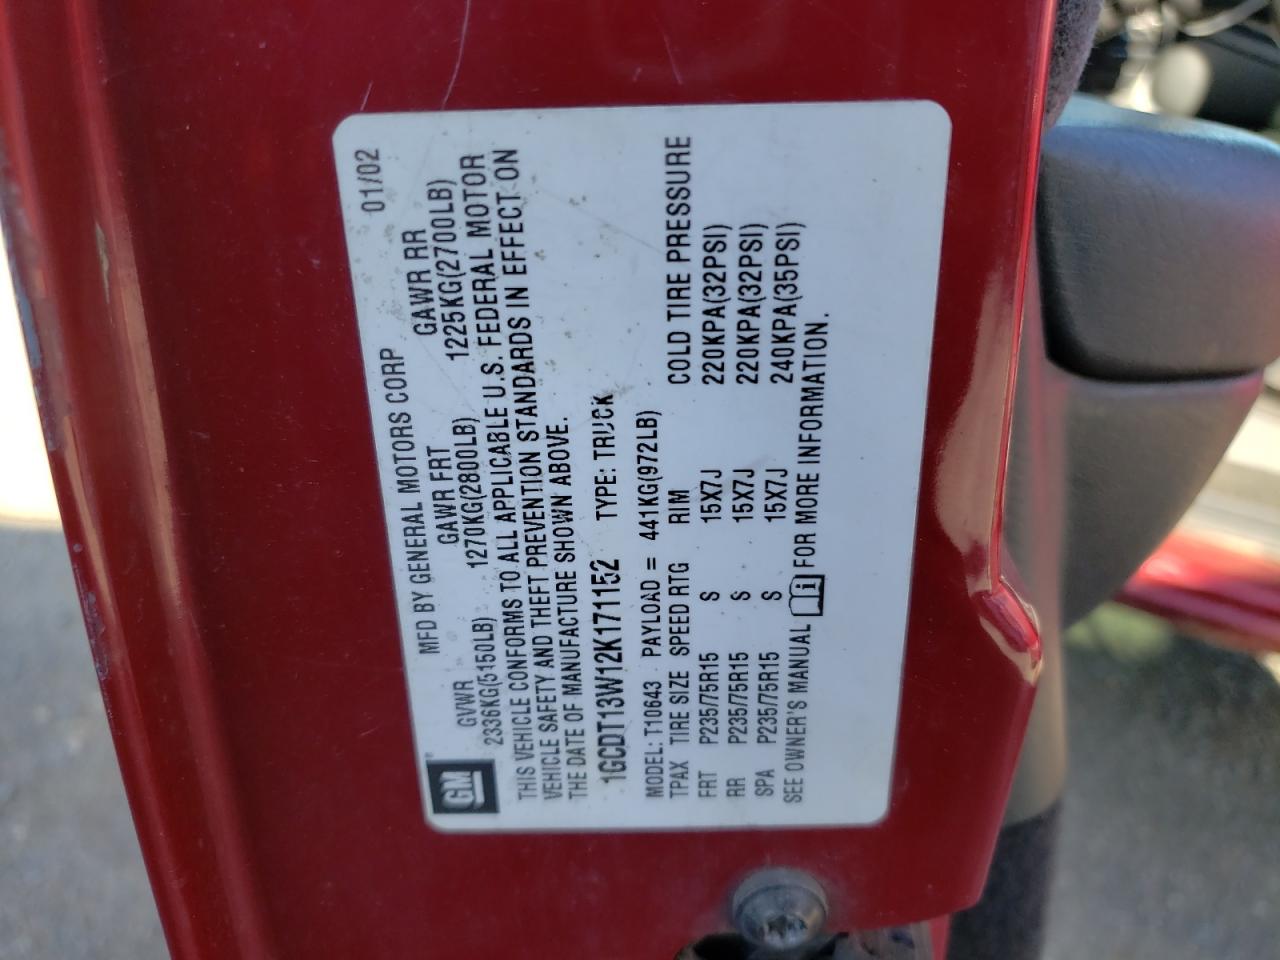 MFD BY GENERAL MOTORS CORP 01/02
GVWR GAWR FRT GAWR RR
2336KG(5150LB) 1270KG(2800LB) 1225KG(2700LB)
GM
THIS VEHICLE CONFORMS TO ALL APPLICABLE U.S. FEDERAL MOTOR
VEHICLE SAFETY AND THEFT PREVENTION STANDARDS IN EFFECT ON
THE DATE OF MANUFACTURE SHOWN ABOVE.
1GCDT13W12K171152 TYPE: TRUCK
MODEL: T10643 PAYLOAD = 441KG(972LB)
TPAX TIRE SIZE SPEED RTG RIM COLD TIRE PRESSURE
FRT P235/75R15 S 15X7J 220KPA(32PSI)
RR P235/75R15 S 15X7J 220KPA(32PSI)
SPA P235/75R15 S 15X7J 240KPA(35PSI)
SEE OWNER'S MANUAL i FOR MORE INFORMATION.